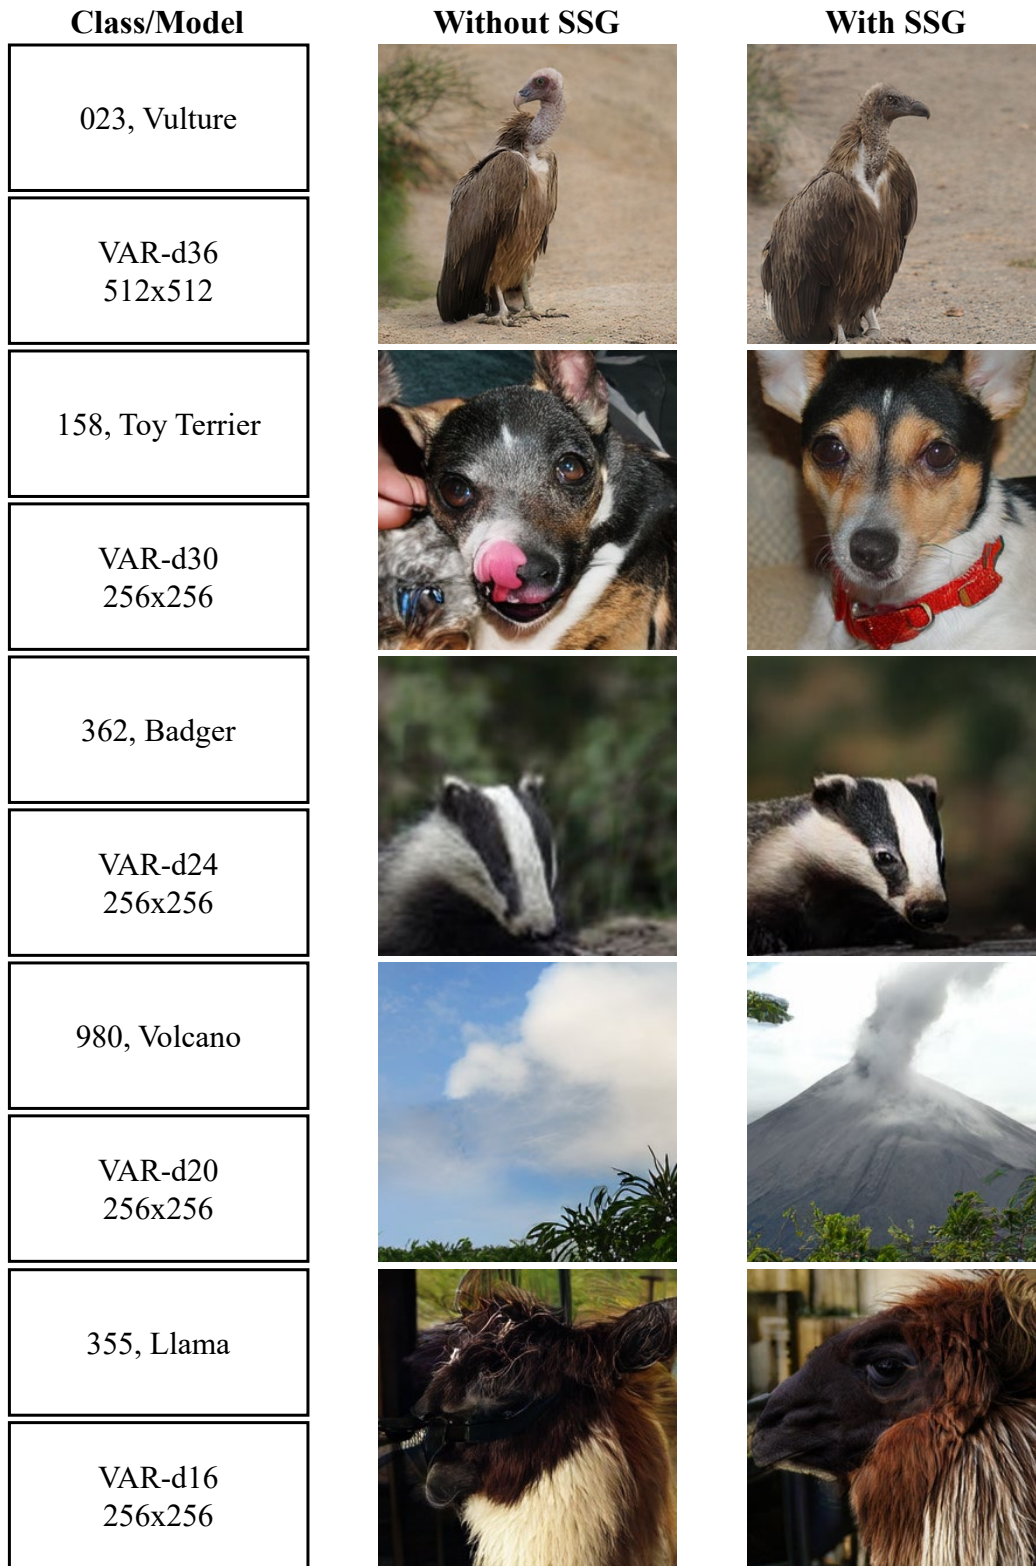 Class/Model
Without SSG
With SSG
023, Vulture
VAR-d36
512x512
158, Toy Terrier
VAR-d30
256x256
362, Badger
VAR-d24
256x256
980, Volcano
VAR-d20
256x256
355, Llama
VAR-d16
256x256